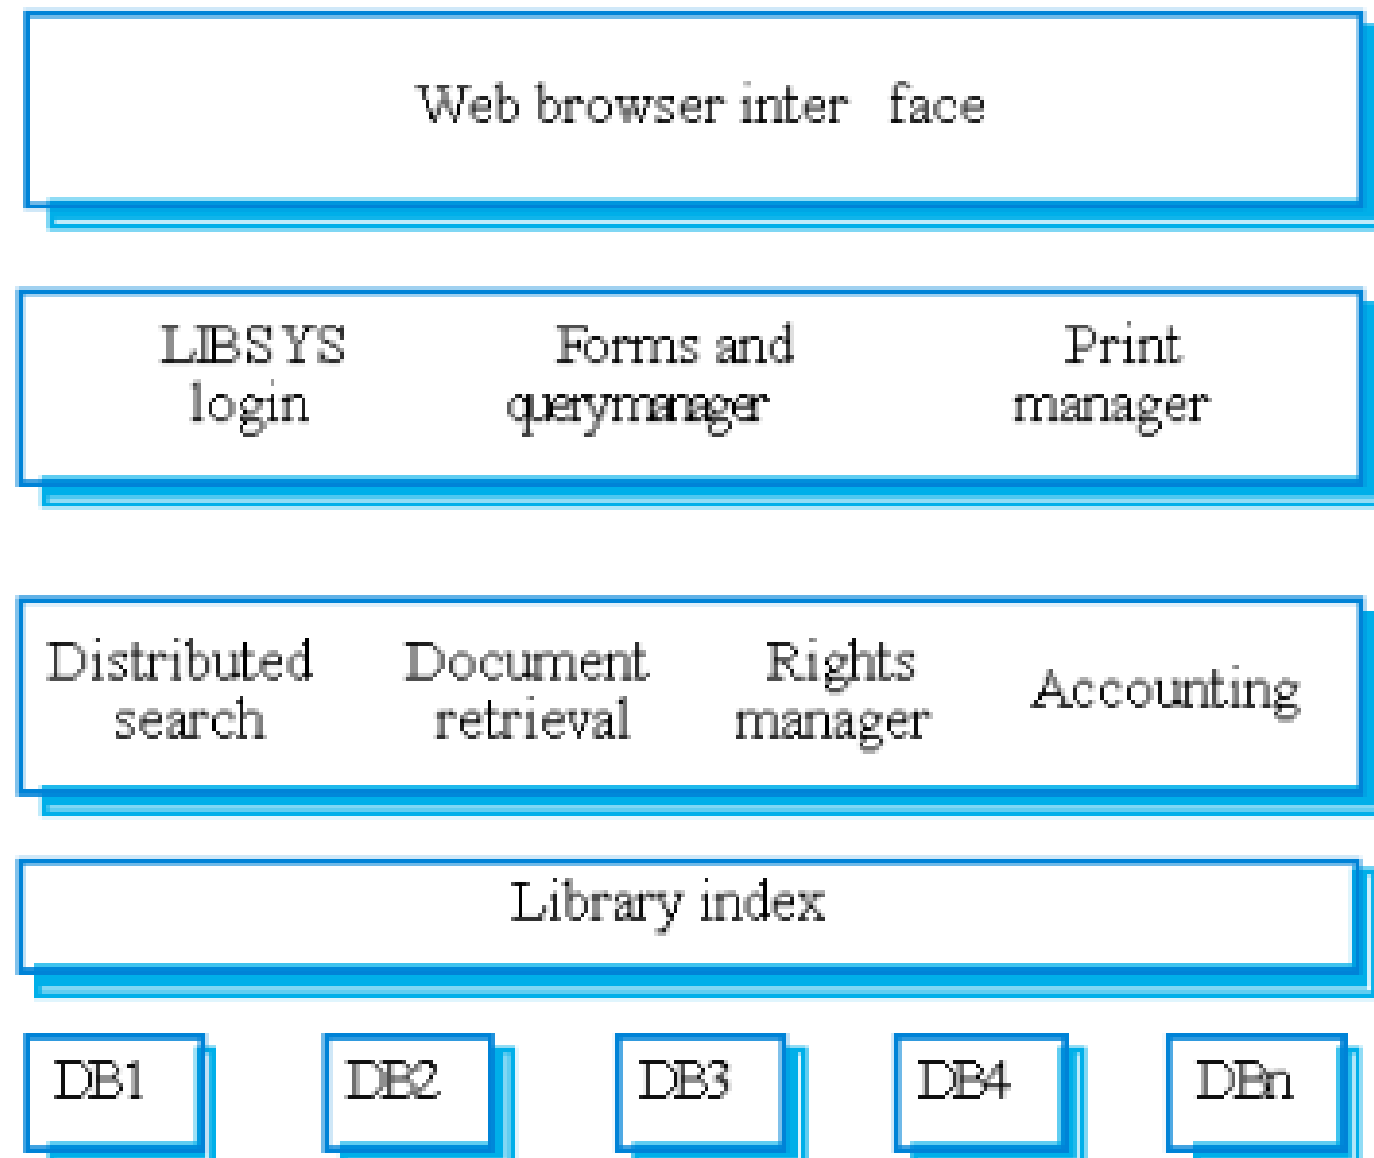 Web browser inter face
LIBSYS
login
Forms and
querymanager
Print
manager
Distributed
search
Document
retrieval
Rights
manager
Accounting
Library index
DB1
DB2
DB3
DB4
DBn